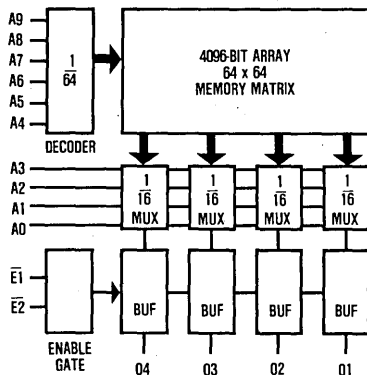 A9
A8
A7
A6
A5
A4
1
64
DECODER
4096-BIT ARRAY
64 x 64
MEMORY MATRIX
A3
A2
A1
A0
1
16
MUX
1
16
MUX
1
16
MUX
1
16
MUX
E1
E2
ENABLE
GATE
BUF
BUF
BUF
BUF
04
03
02
01